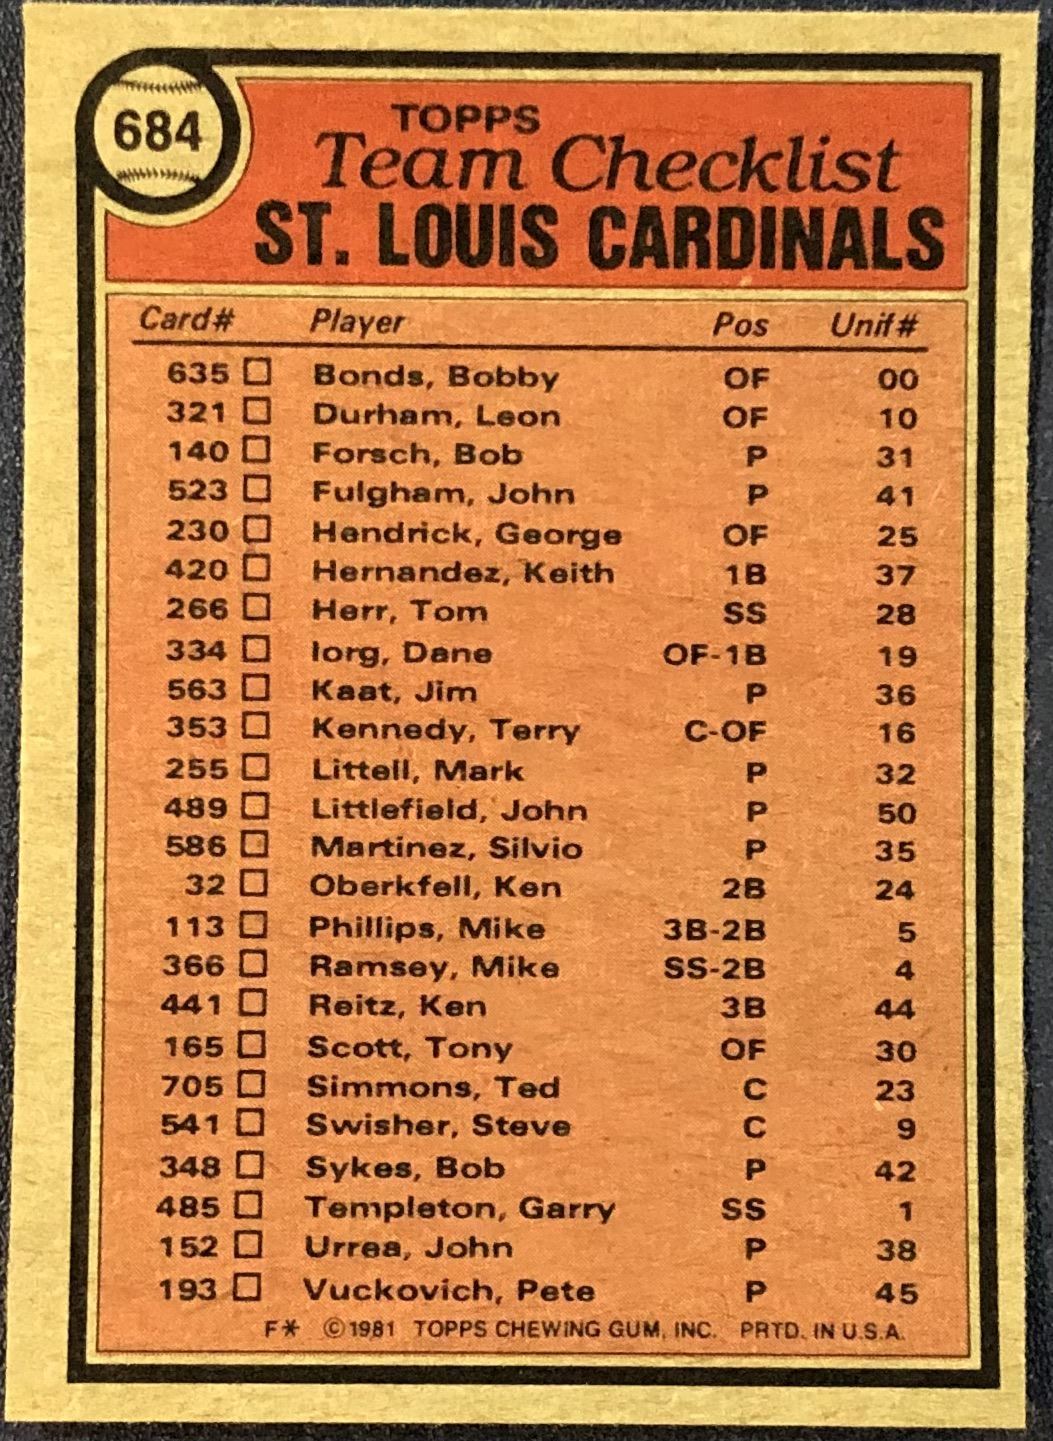 684
TOPPS
Team Checklist
ST. LOUIS CARDINALS
Card# Player Pos Unif#
635 □ Bonds, Bobby OF 00
321 □ Durham, Leon OF 10
140 □ Forsch, Bob P 31
523 □ Fulgham, John P 41
230 □ Hendrick, George OF 25
420 □ Hernandez, Keith 1B 37
266 □ Herr, Tom SS 28
334 □ Iorg, Dane OF-1B 19
563 □ Kaat, Jim P 36
353 □ Kennedy, Terry C-OF 16
255 □ Littell, Mark P 32
489 □ Littlefield, John P 50
586 □ Martinez, Silvio P 35
32 □ Oberkfell, Ken 2B 24
113 □ Phillips, Mike 3B-2B 5
366 □ Ramsey, Mike SS-2B 4
441 □ Reitz, Ken 3B 44
165 □ Scott, Tony OF 30
705 □ Simmons, Ted C 23
541 □ Swisher, Steve C 9
348 □ Sykes, Bob P 42
485 □ Templeton, Garry SS 1
152 □ Urrea, John P 38
193 □ Vuckovich, Pete P 45
F* ©1981 TOPPS CHEWING GUM, INC. PRTD. IN U.S.A.